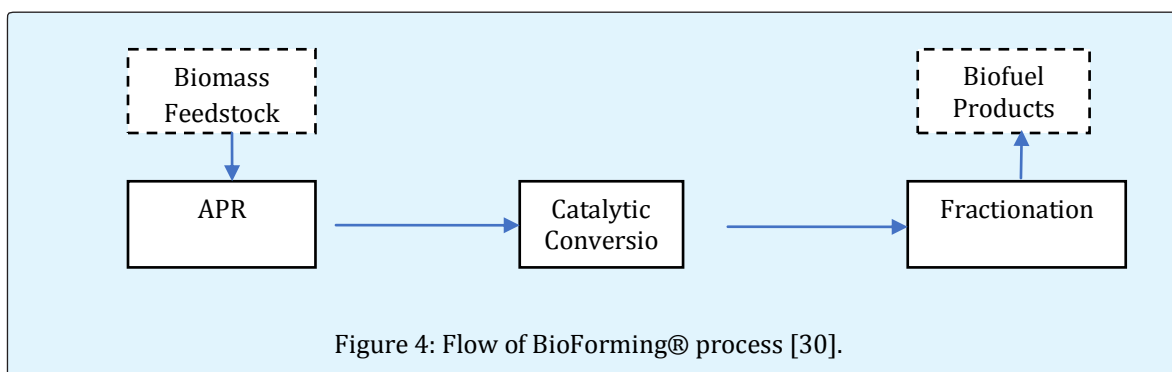 Biomass
Feedstock
Biofuel
Products
APR
Catalytic
Conversio
Fractionation
Figure 4: Flow of BioForming® process [30].